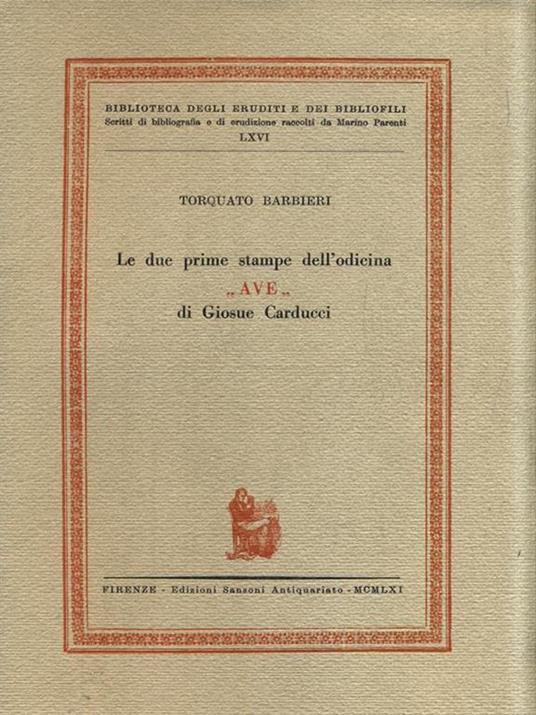 BIBLIOTECA DEGLI ERUDITI E DEI BIBLIOFILI
Scritti di bibliografia e di erudizione raccolti da Marino Parenti
LXVI
TORQUATO BARBIERI
Le due prime stampe dell'odicina
„AVE„
di Giosue Carducci
FIRENZE - Edizioni Sansoni Antiquariato - MCMLXI